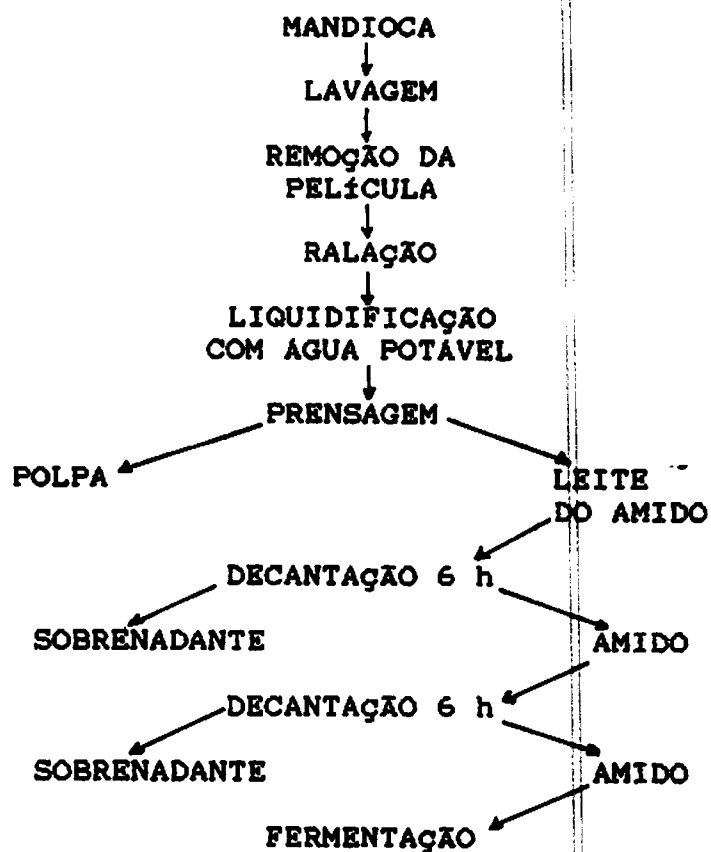 MANDIOCA
LAVAGEM
REMOÇÃO DA
PELÍCULA
RALAÇÃO
LIQUIDIFICAÇÃO
COM AGUA POTÁVEL
PRENSAGEM
POLPA
LEITE
DO AMIDO
DECANTAÇÃO 6 h
SOBRENADANTE
AMIDO
DECANTAÇÃO 6 h
SOBRENADANTE
AMIDO
FERMENTAÇÃO